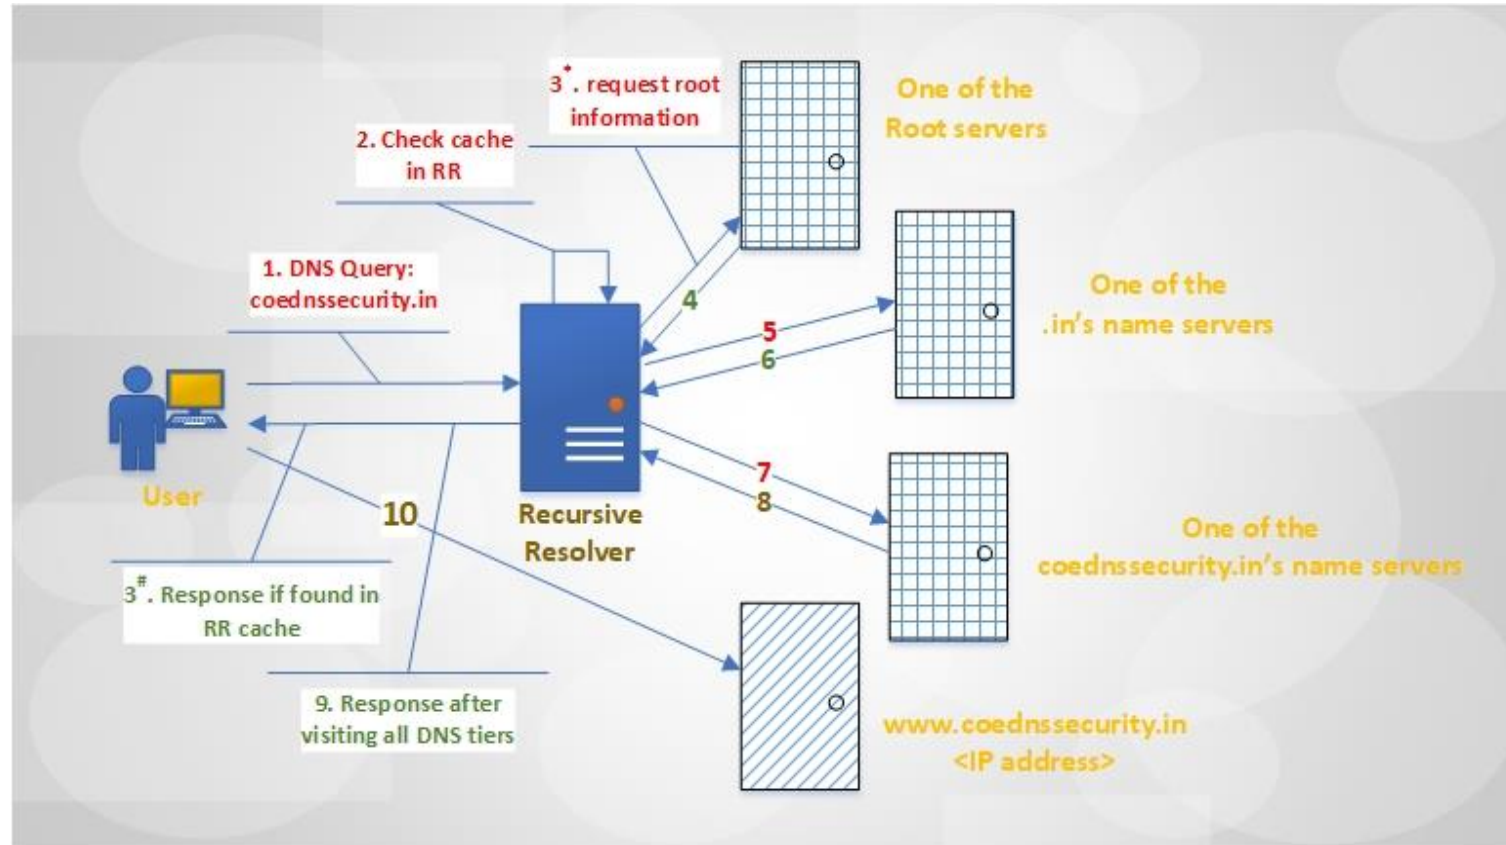 3*. request root
information
One of the
Root servers
2. Check cache
in RR
1. DNS Query:
coednssecurity.in
4
One of the
.in's name servers
5
6
User
10
Recursive
Resolver
7
8
One of the
coednssecurity.in's name servers
3#. Response if found in
RR cache
9. Response after
visiting all DNS tiers
www.coednssecurity.in
<IP address>